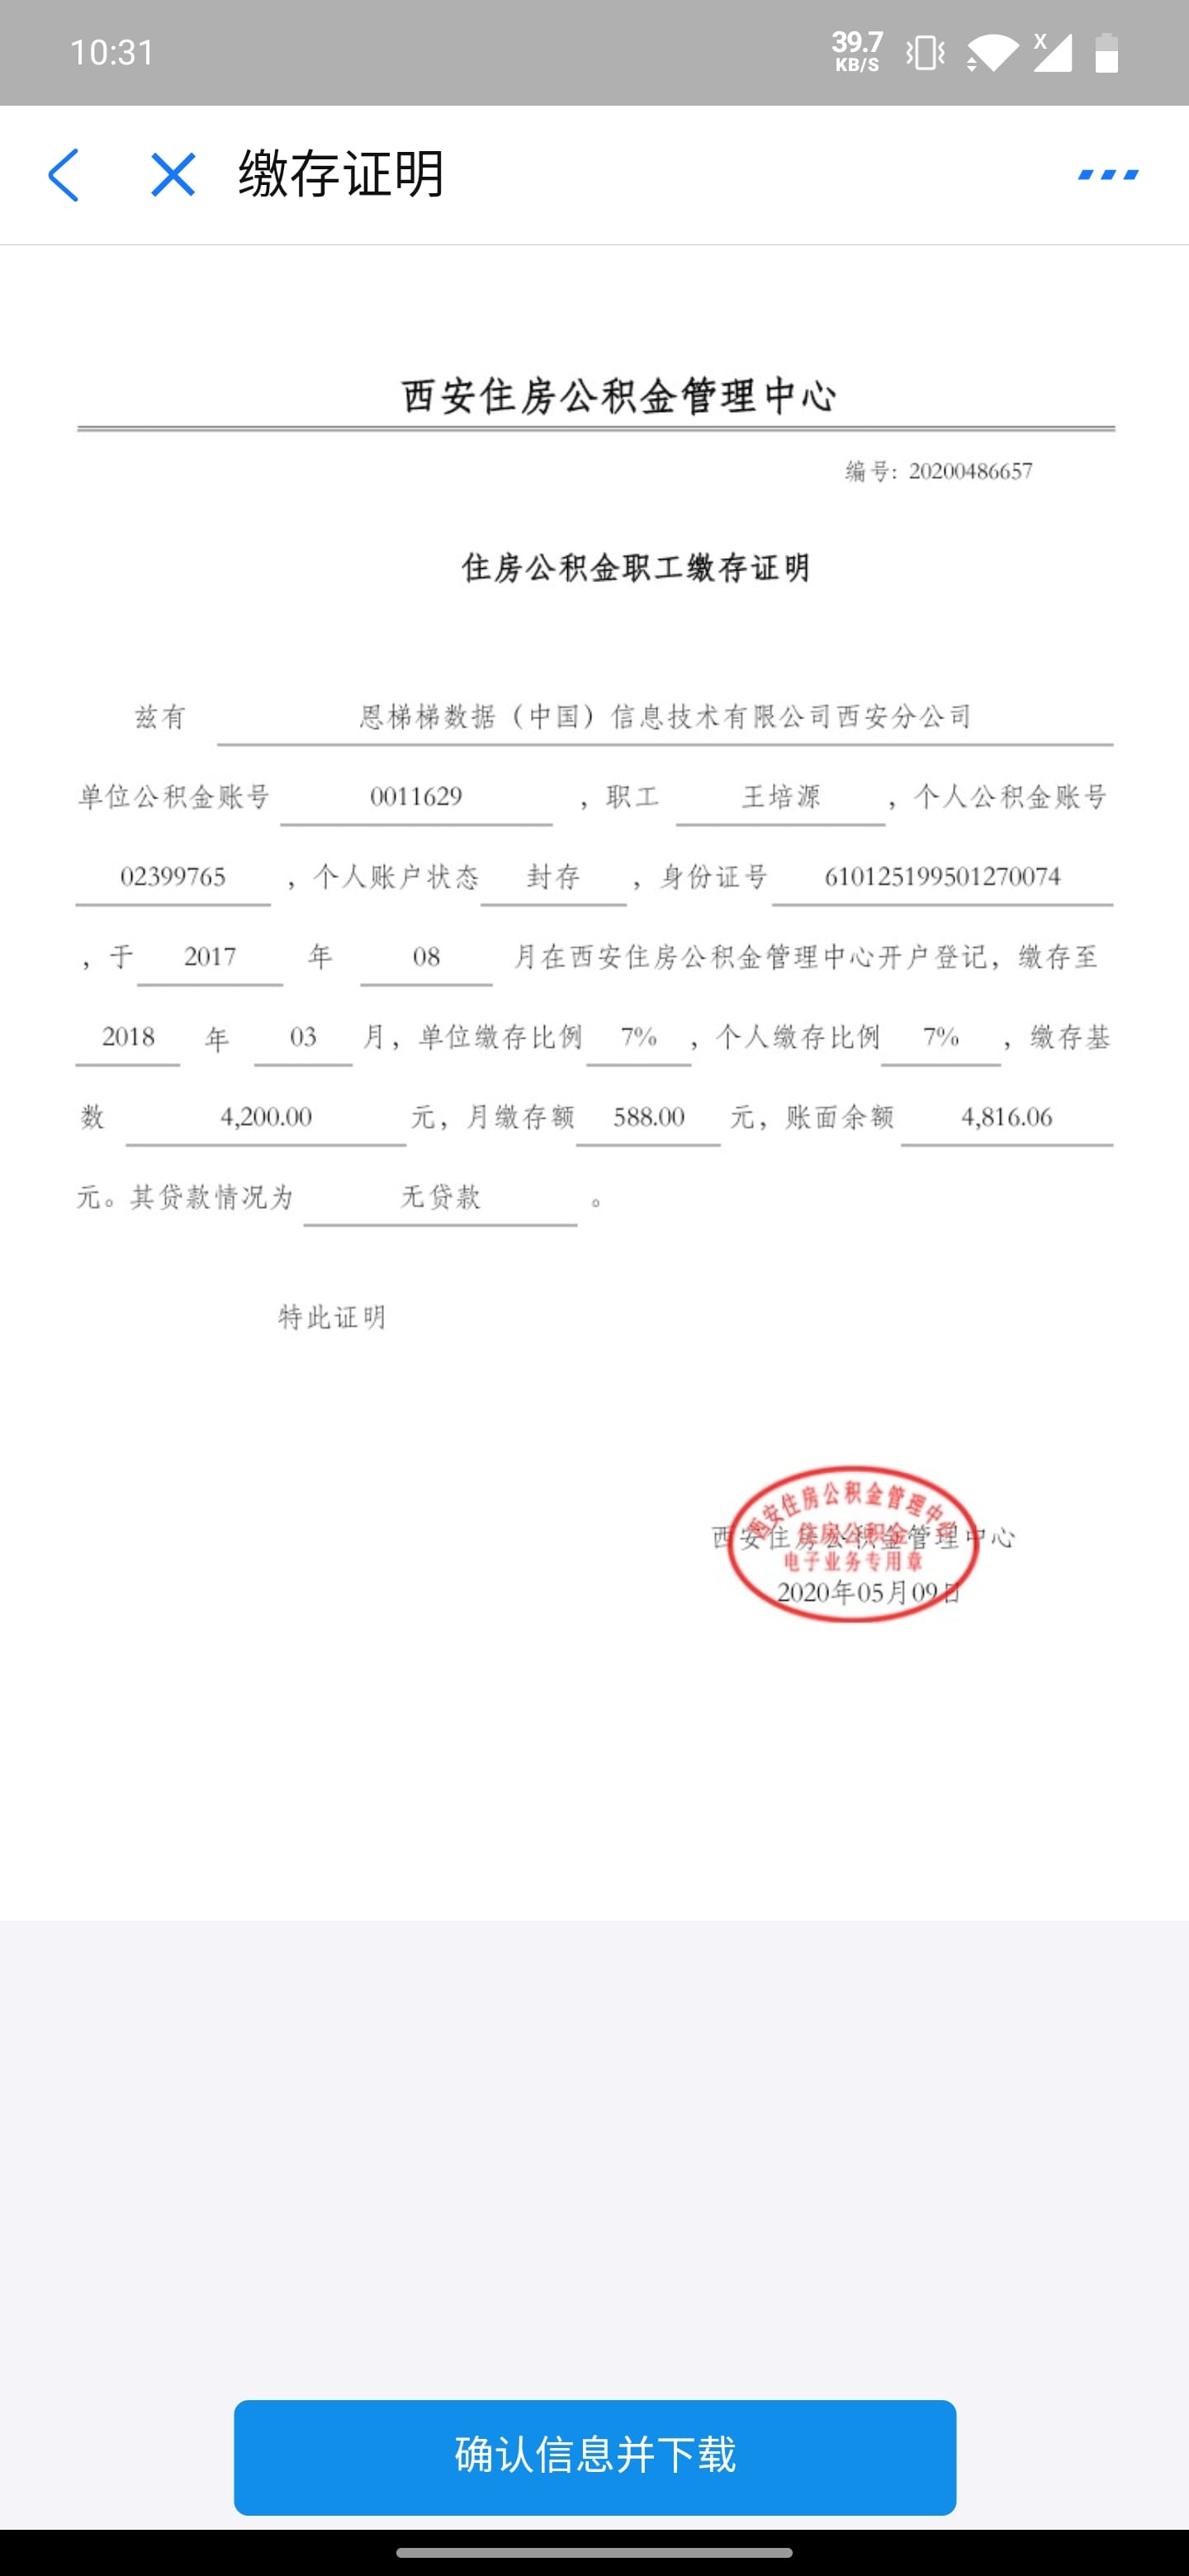 10:31
39.7
KB/S
缴存证明
西安住房公积金管理中心
编号: 20200486657
住房公积金职工缴存证明
兹有 恩梯梯数据（中国）信息技术有限公司西安分公司
单位公积金账号 0011629 ，职工 王培源 ，个人公积金账号
02399765 ，个人账户状态 封存 ，身份证号 610125199501270074
，于 2017 年 08 月在西安住房公积金管理中心开户登记，缴存至
2018 年 03 月，单位缴存比例 7% ，个人缴存比例 7% ，缴存基
数 4,200.00 元，月缴存额 588.00 元，账面余额 4,816.06
元。其贷款情况为 无贷款 。
特此证明
西安住房公积金管理中心
住房公积金
西安住房公积金管理中心
电子业务专用章
2020年05月09日
确认信息并下载